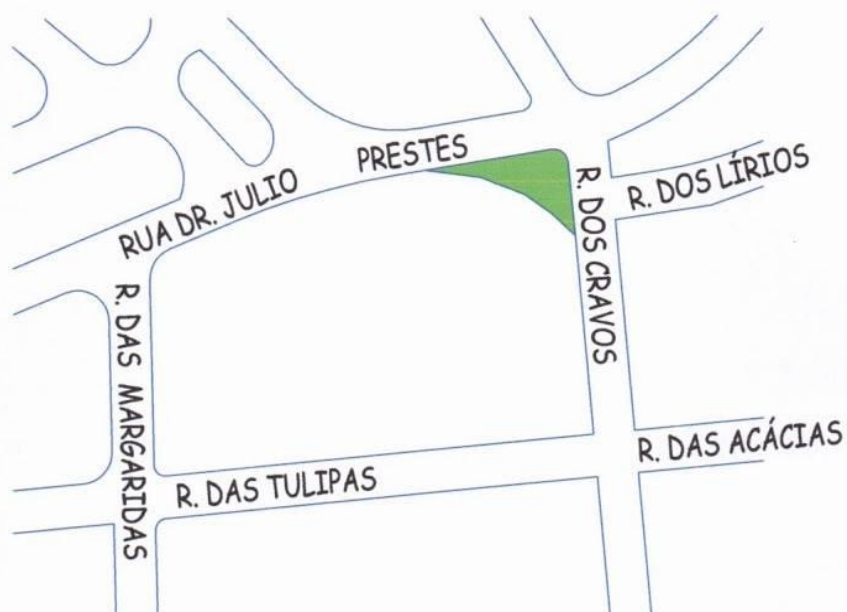 RUA DR. JULIO PRESTES
R. DOS LÍRIOS
R. DOS CRAVOS
R. DAS MARGARIDAS
R. DAS ACÁCIAS
R. DAS TULIPAS